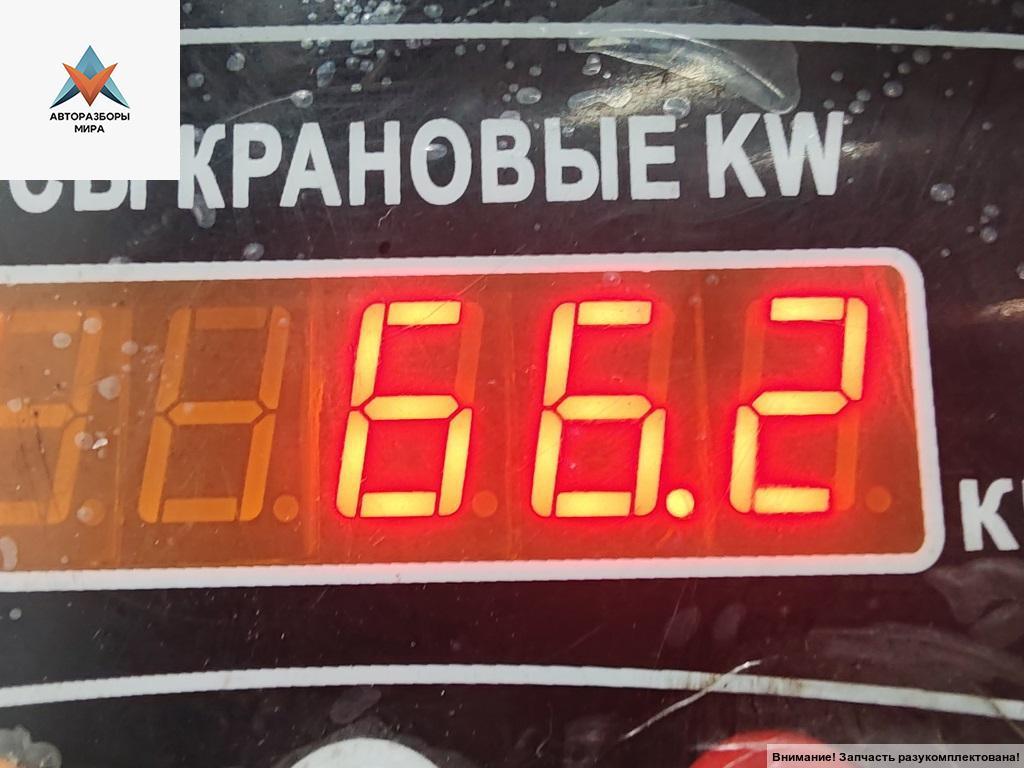 АВТОРАЗБОРЫ
МИРА
КРАНОВЫЕ KW
66.2
Внимание! Запчасть разукомплектована!